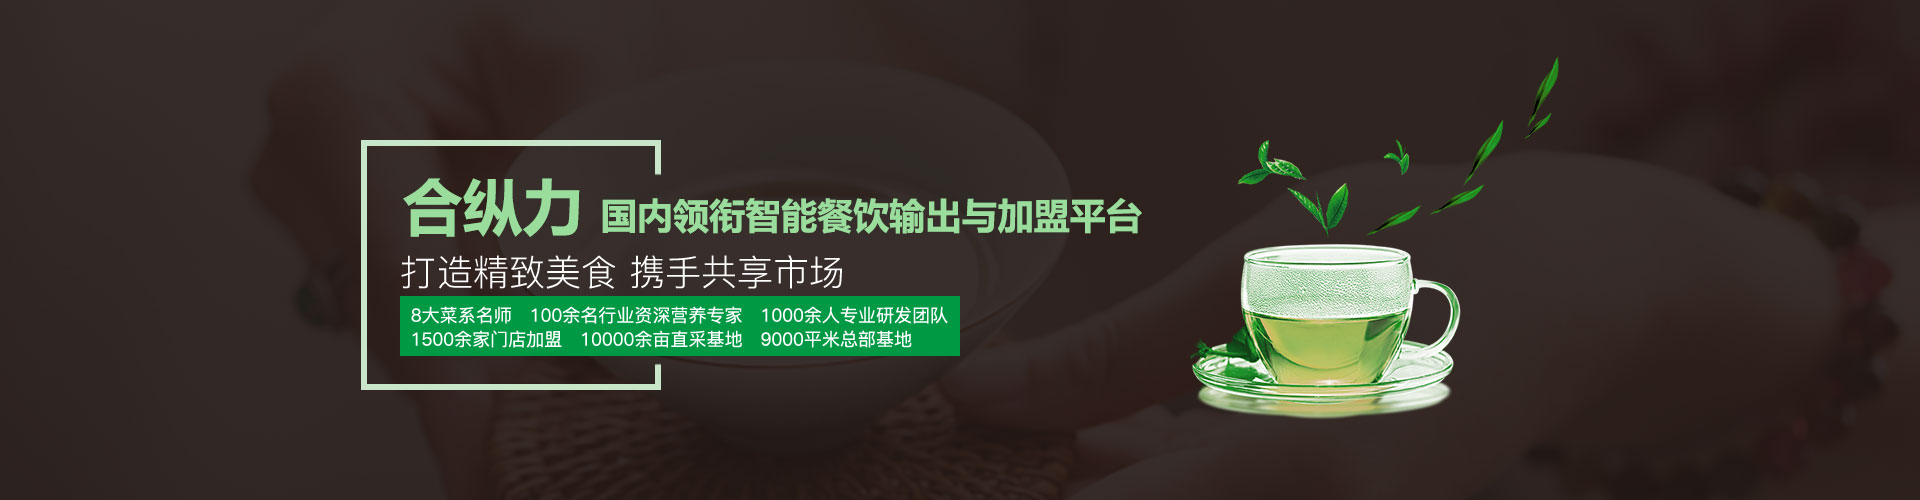 合纵力 国内领衔智能餐饮输出与加盟平台
打造精致美食 携手共享市场
8大菜系名师 100余名行业资深营养专家 1000余人专业研发团队
1500余家门店加盟 10000余亩直采基地 9000平米总部基地